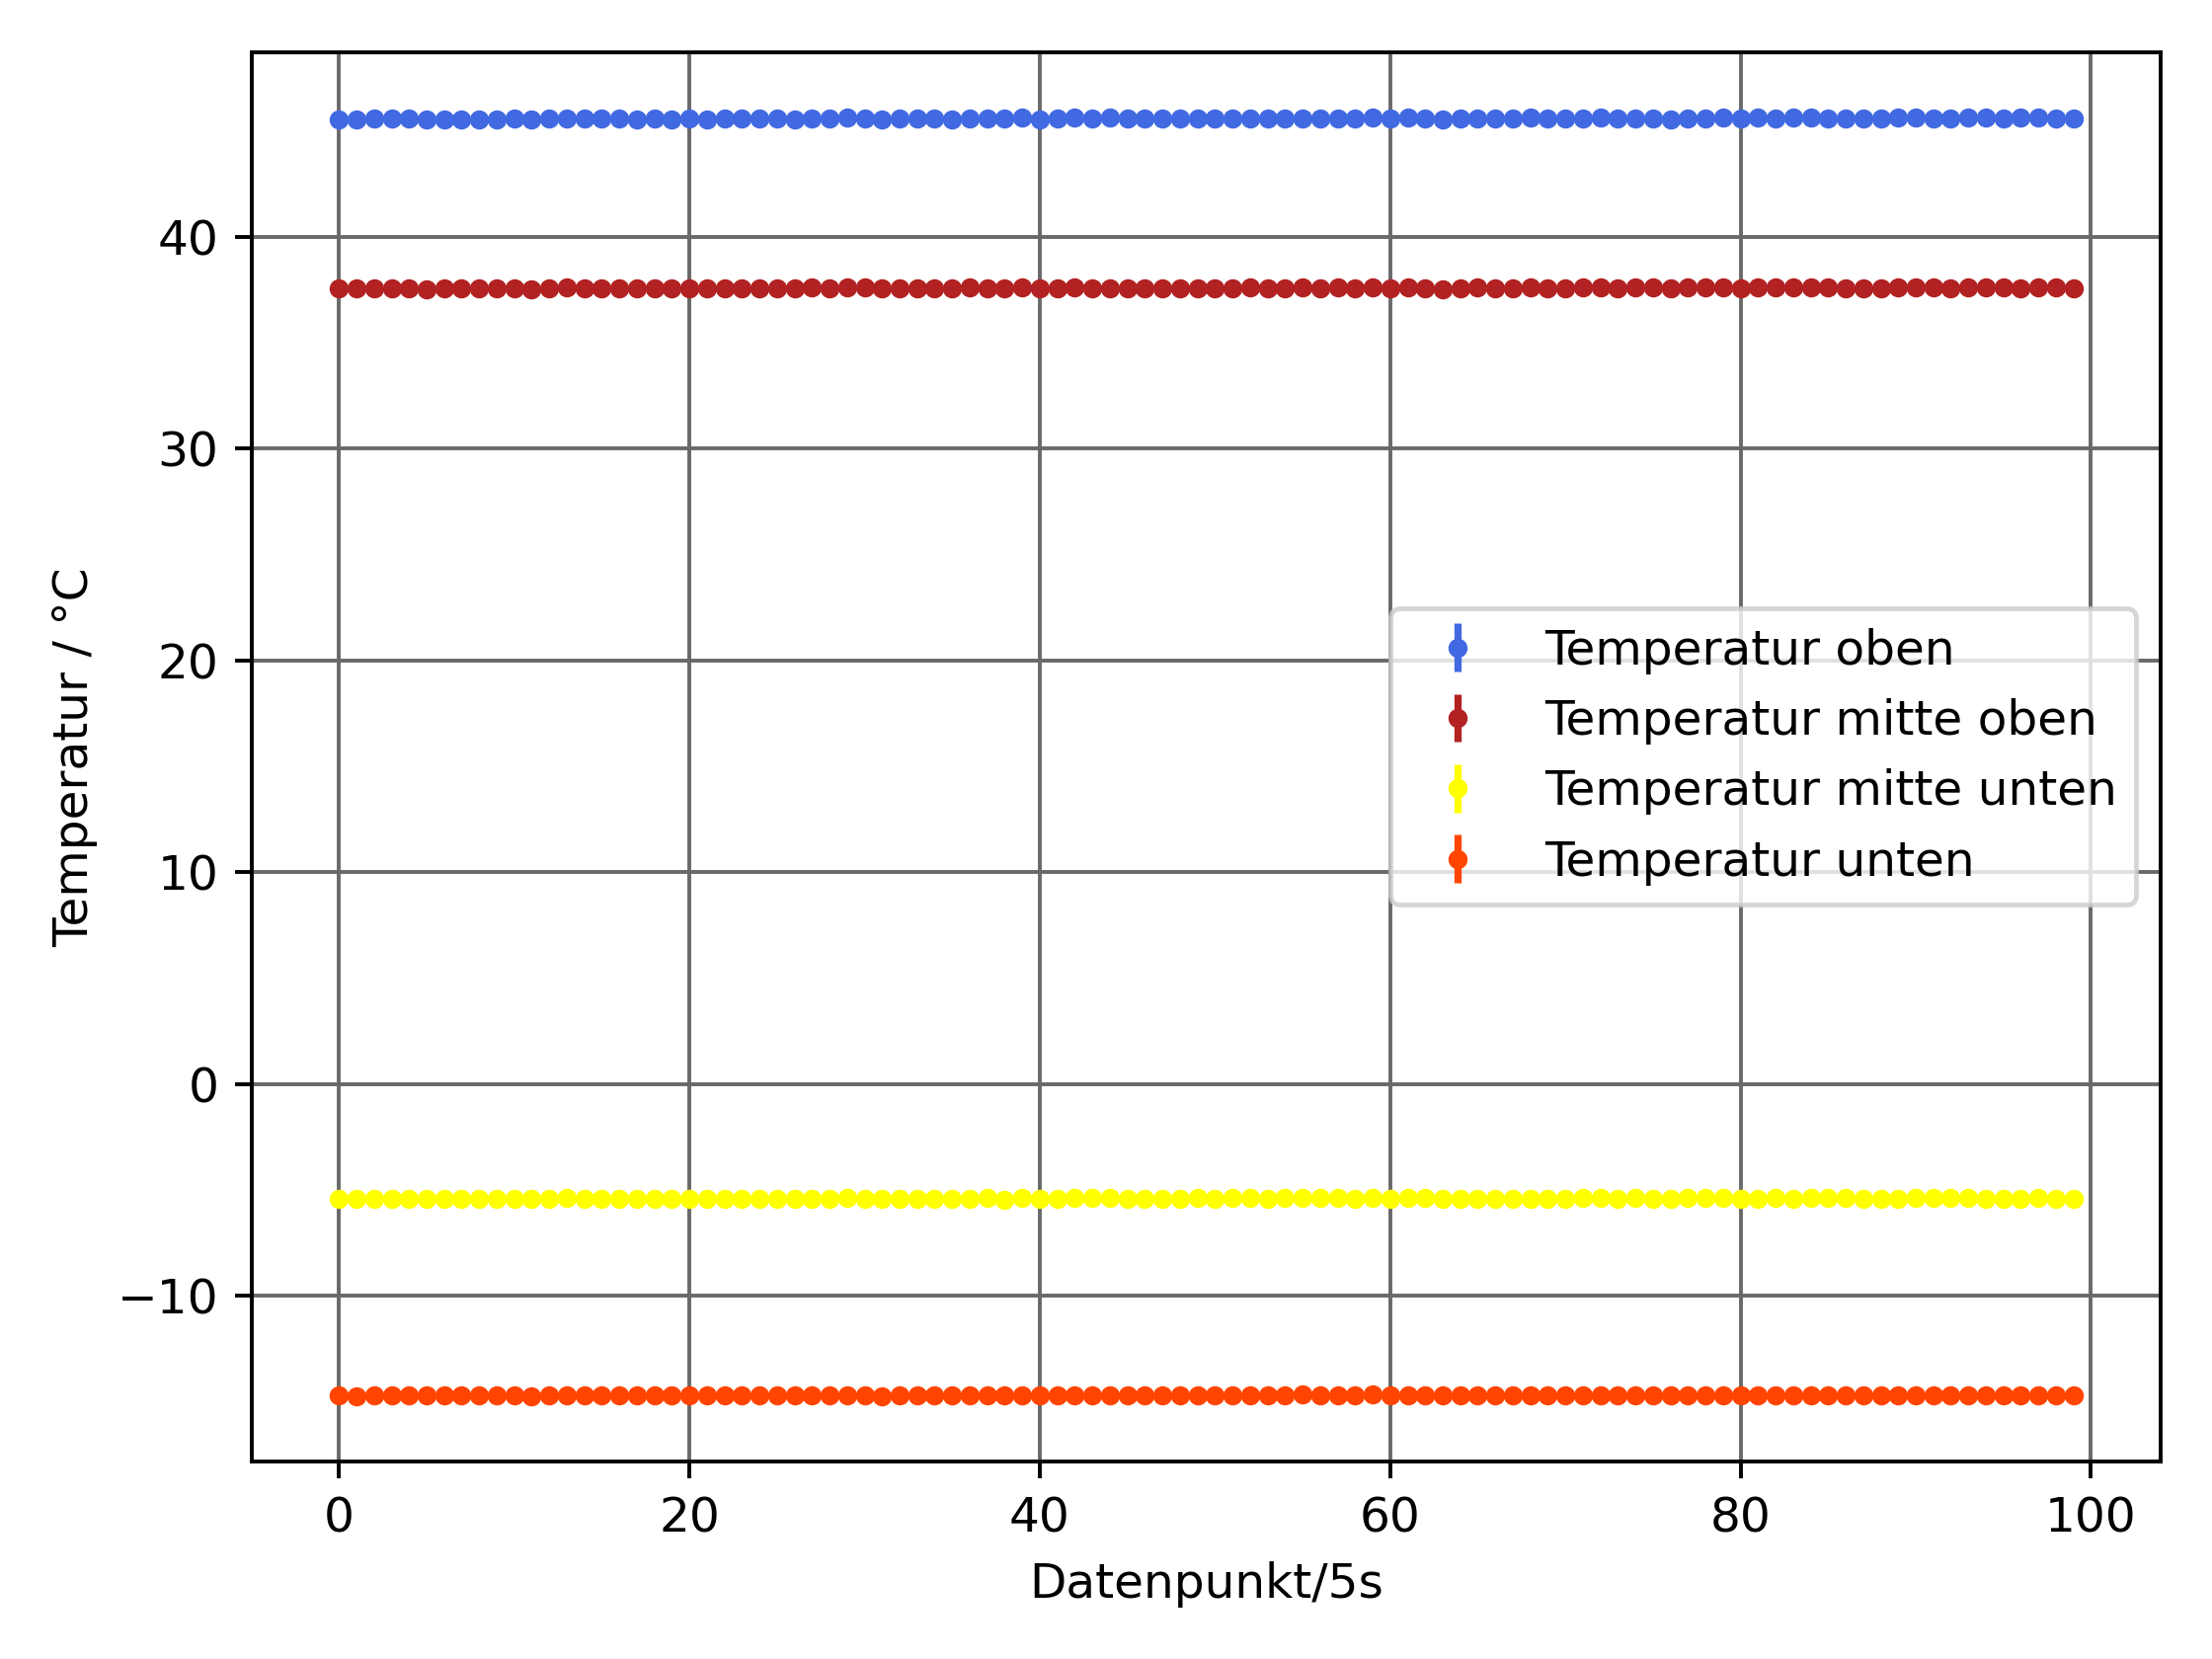 40
30
20
10
0
−10
Temperatur / °C
Temperatur oben
Temperatur mitte oben
Temperatur mitte unten
Temperatur unten
0 20 40 60 80 100
Datenpunkt/5s